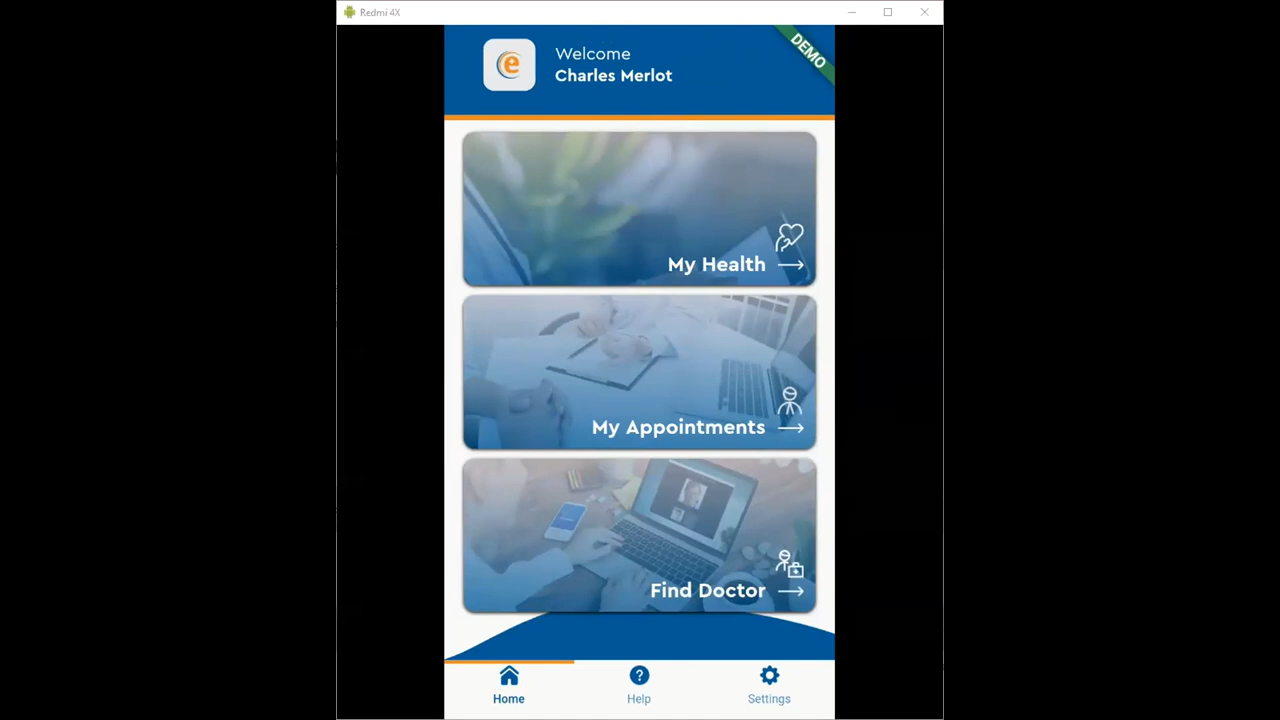 Redmi 4X
Welcome
Charles Merlot
DEMO
e
My Health
My Appointments
Find Doctor
Home
Help
Settings